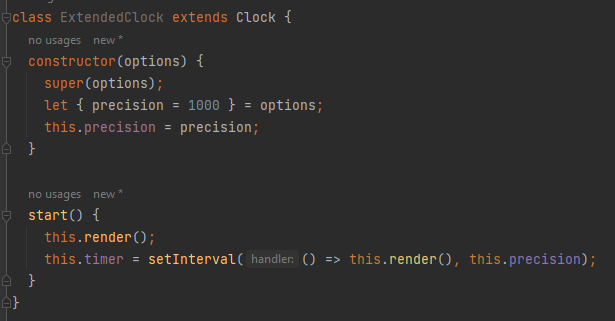 class ExtendedClock extends Clock {
no usages   new *
constructor(options) {
super(options);
let { precision = 1000 } = options;
this.precision = precision;
}
no usages   new *
start() {
this.render();
this.timer = setInterval( handler: () => this.render(), this.precision);
}
}